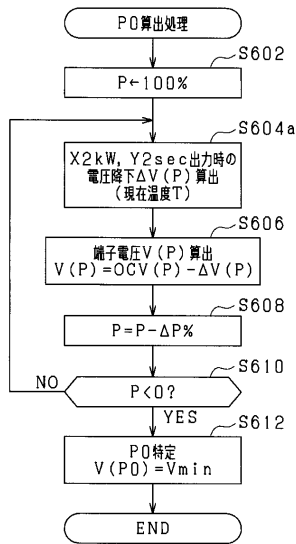 P0算出処理
S602
P←100%
S604a
X2kW, Y2sec出力時の
電圧降下ΔV(P)算出
(現在温度T)
S606
端子電圧V(P)算出
V(P)=OCV(P)-ΔV(P)
S608
P=P-ΔP%
S610
NO
P<0?
YES
S612
P0特定
V(P0)=Vmin
END